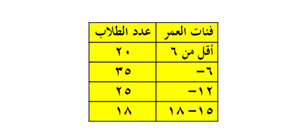 فئات العمر عدد الطلاب
أقل من ٦ ٢٠
٦– ٣٥
١٢– ٢٥
١٥– ١٨ ١٨